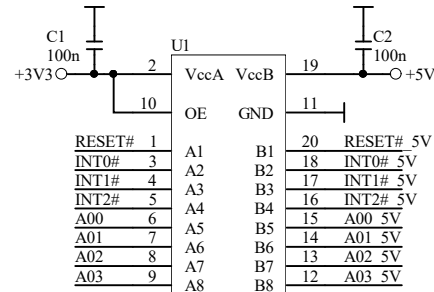 C1
100n
C2
100n
U1
+3V3 2 VccA VccB 19 +5V
10 OE GND 11
RESET# 1 A1 B1 20 RESET#_5V
INT0# 3 A2 B2 18 INT0#_5V
INT1# 4 A3 B3 17 INT1#_5V
INT2# 5 A4 B4 16 INT2#_5V
A00 6 A5 B5 15 A00_5V
A01 7 A6 B6 14 A01_5V
A02 8 A7 B7 13 A02_5V
A03 9 A8 B8 12 A03_5V